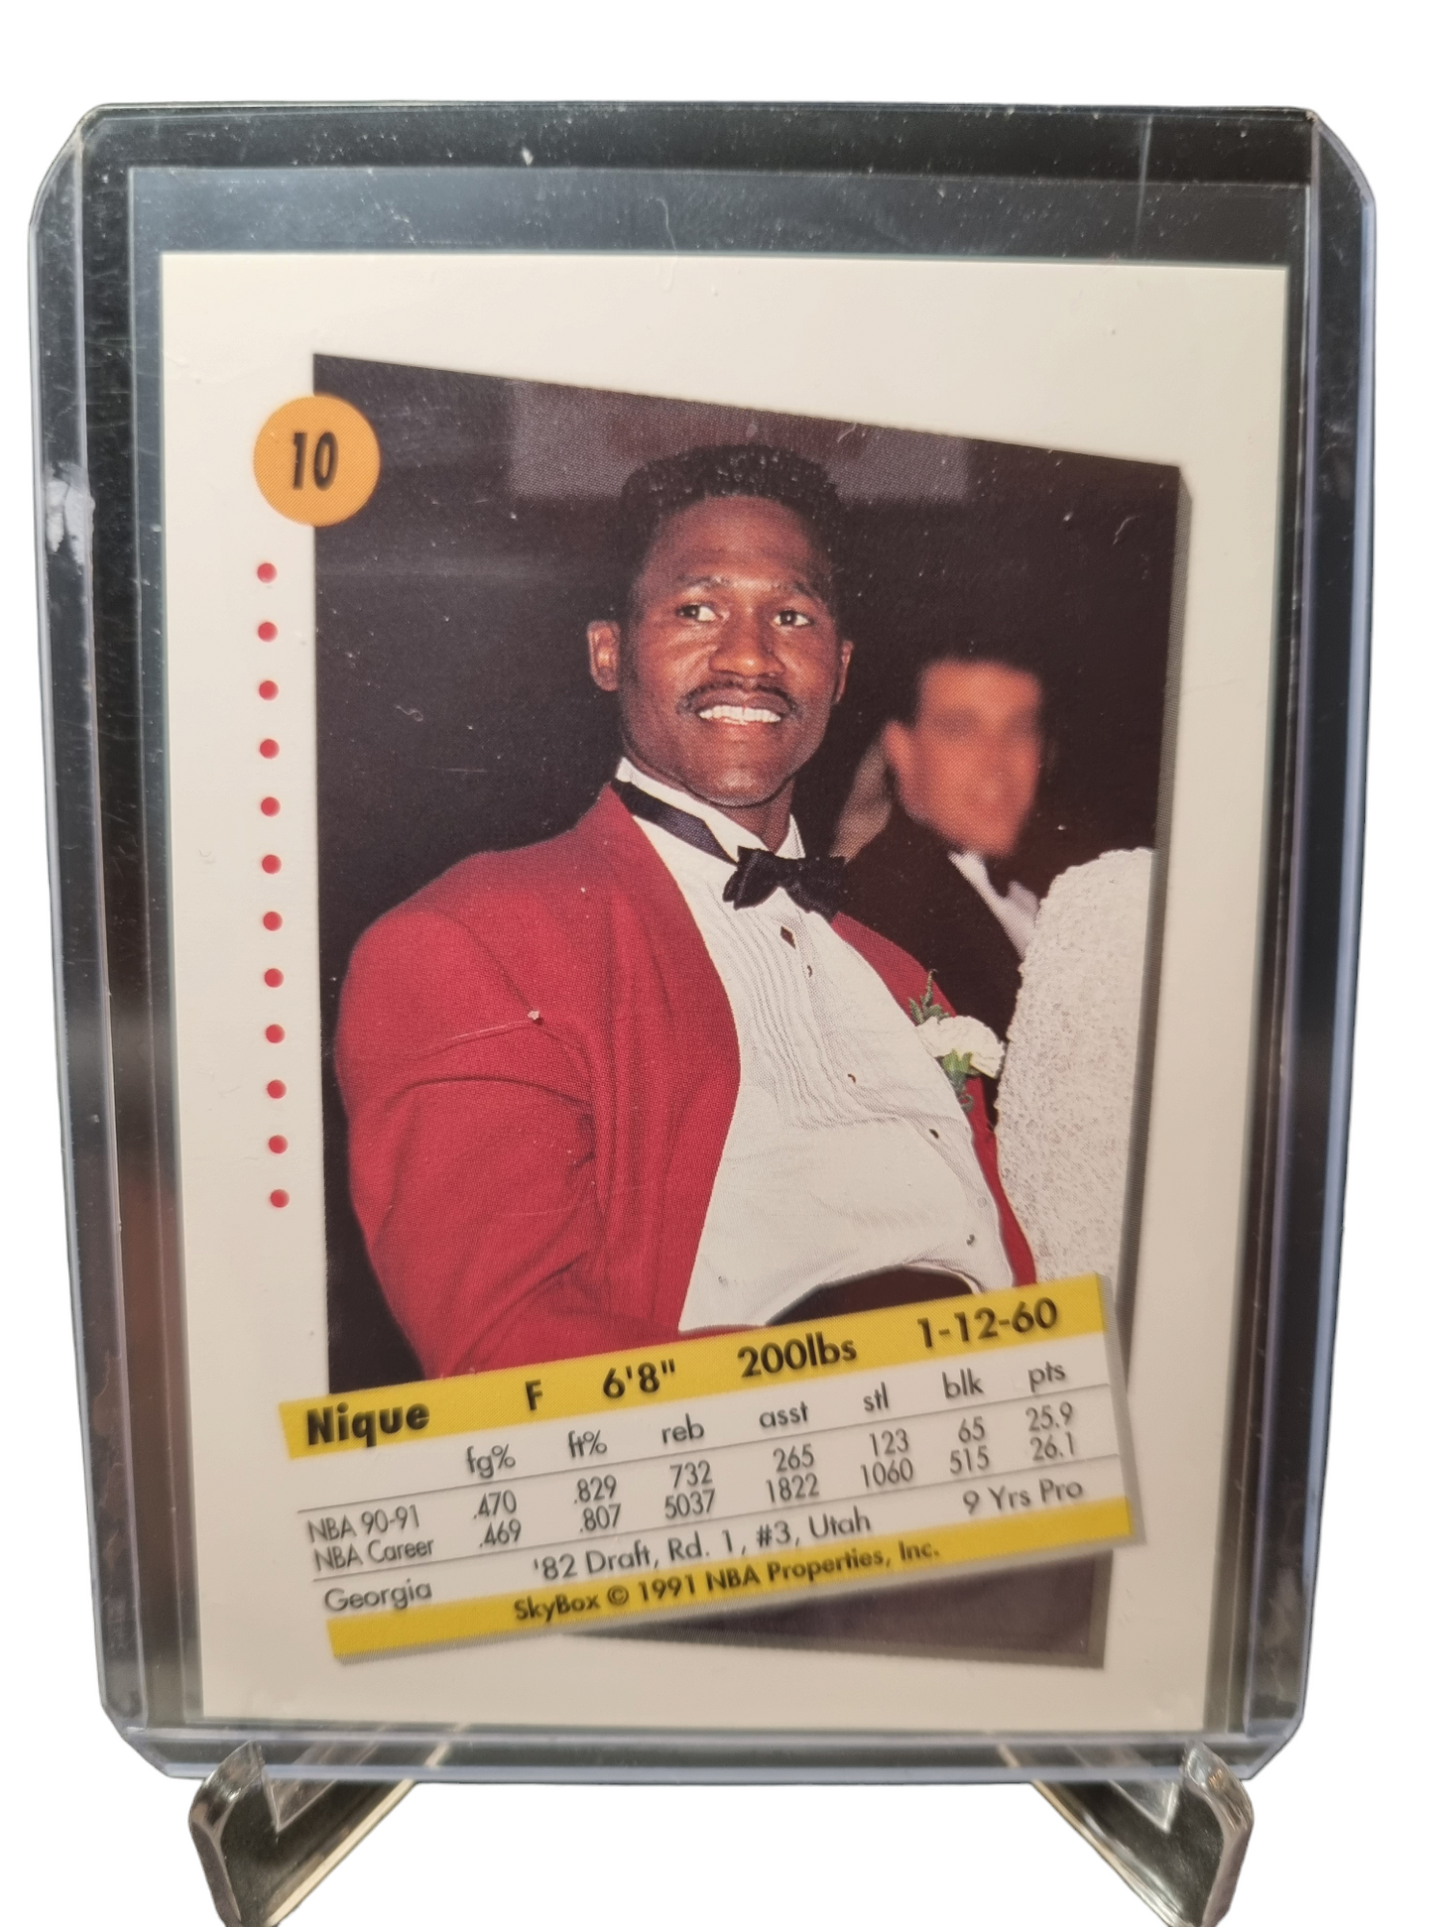 10
Nique F 6'8" 200lbs 1-12-60
fg% ft% reb asst stl blk pts
NBA 90-91 .470 .829 732 265 123 65 25.9
NBA Career .469 .807 5037 1822 1060 515 26.1
Georgia '82 Draft, Rd. 1, #3, Utah 9 Yrs Pro
SkyBox © 1991 NBA Properties, Inc.